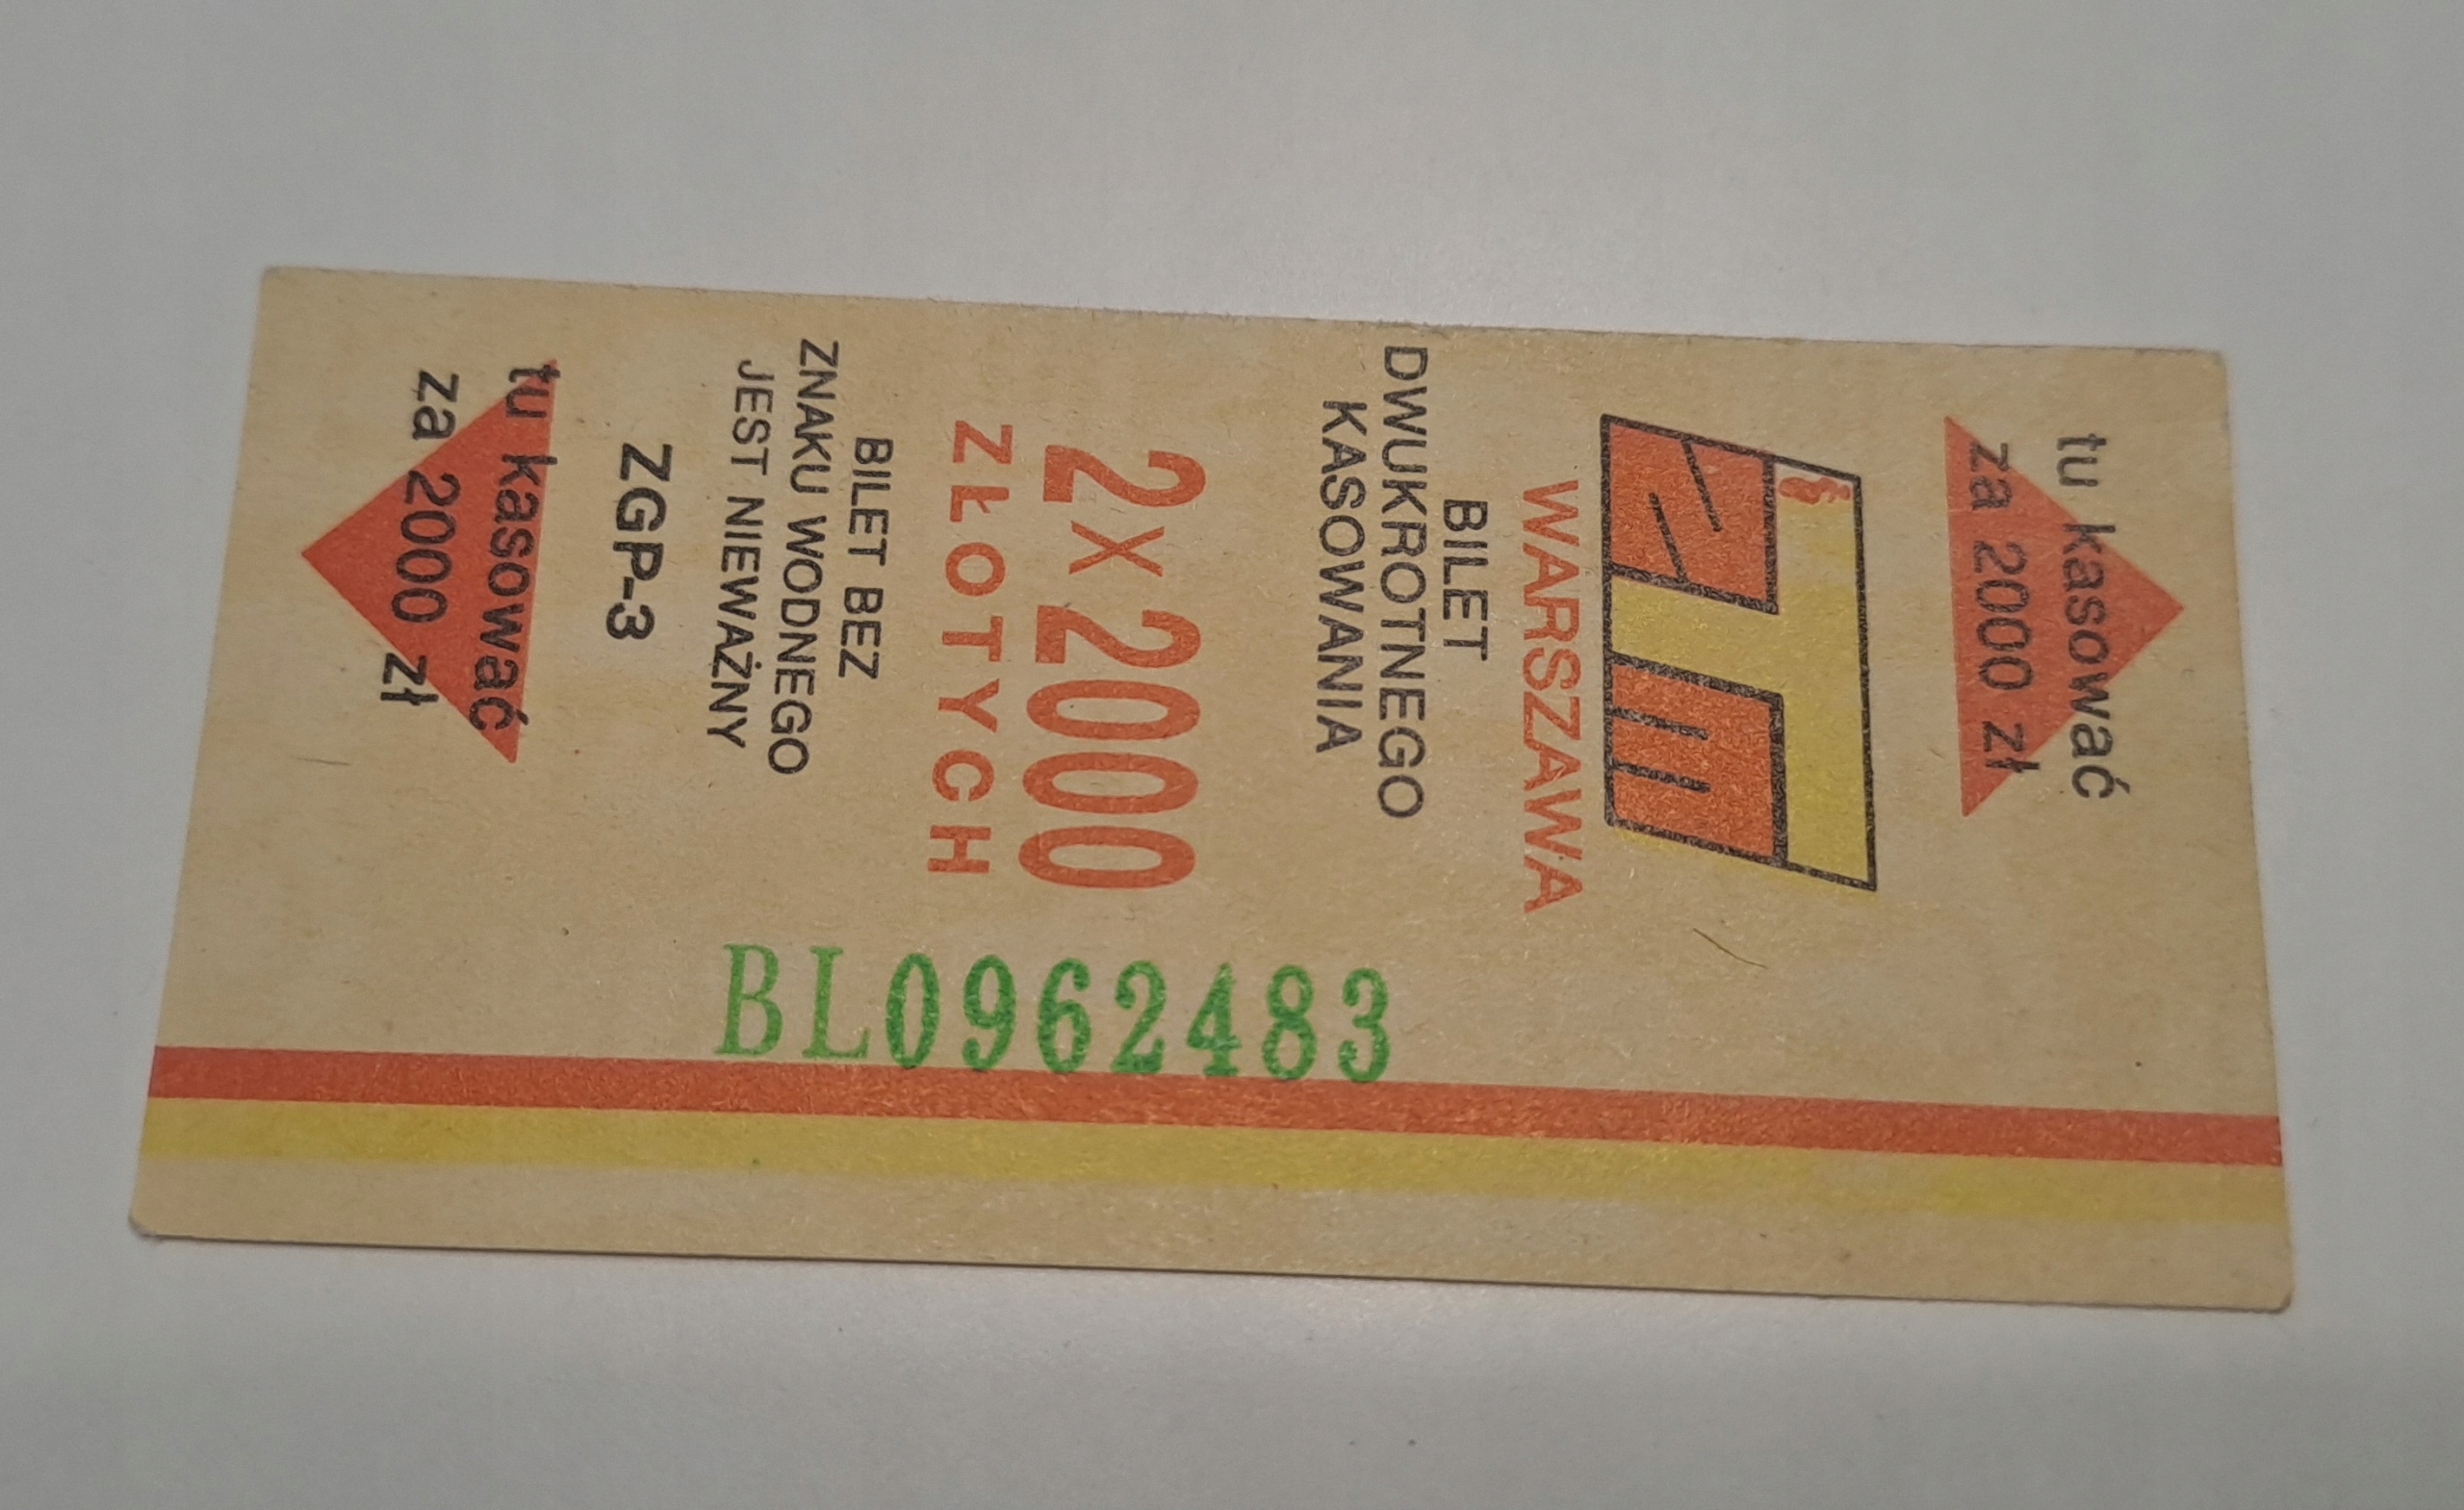 tu kasować
za 2000 zł
ZTM
WARSZAWA
BILET
DWUKROTNEGO
KASOWANIA
2x2000
ZŁOTYCH
BILET BEZ
ZNAKU WODNEGO
JEST NIEWAŻNY
ZGP-3
tu kasować
za 2000 zł
BL0962483